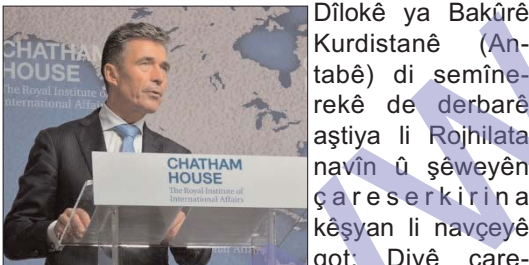 CHATHAM
HOUSE
The Royal Institute of
International Affairs
CHATHAM
HOUSE
The Royal Institute of
International Affairs
Dîlokê ya Bakûrê
Kurdistanê (An-
tabê) di semîne-
rekê de derbarê
aştiya li Rojhilata
navîn û şêweyên
çareserkirina
kêşyan li navçeyê
got: Divê çare-